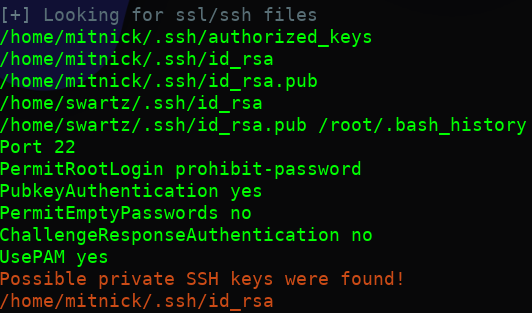 [+] Looking for ssl/ssh files
/home/mitnick/.ssh/authorized_keys
/home/mitnick/.ssh/id_rsa
/home/mitnick/.ssh/id_rsa.pub
/home/swartz/.ssh/id_rsa
/home/swartz/.ssh/id_rsa.pub /root/.bash_history
Port 22
PermitRootLogin prohibit-password
PubkeyAuthentication yes
PermitEmptyPasswords no
ChallengeResponseAuthentication no
UsePAM yes
Possible private SSH keys were found!
/home/mitnick/.ssh/id_rsa